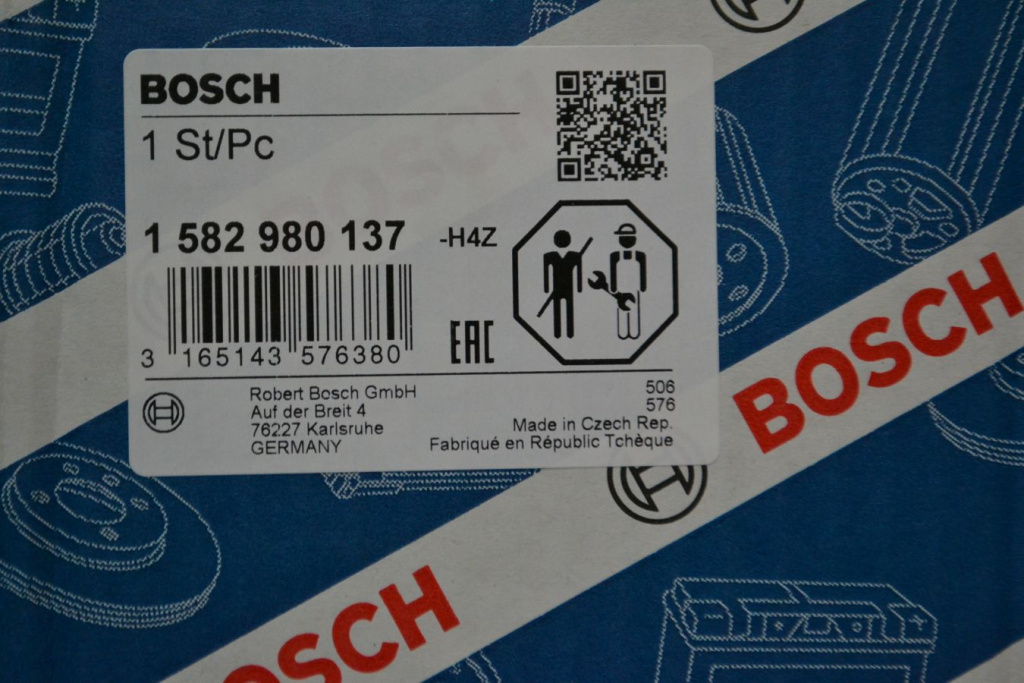 BOSCH
1 St/Pc
1 582 980 137 -H4Z
3 165143 576380
EAC
Robert Bosch GmbH
Auf der Breit 4
76227 Karlsruhe
GERMANY
506
576
Made in Czech Rep.
Fabriqué en Républic Tchèque
BOSCH
BOSCH
BOSCH